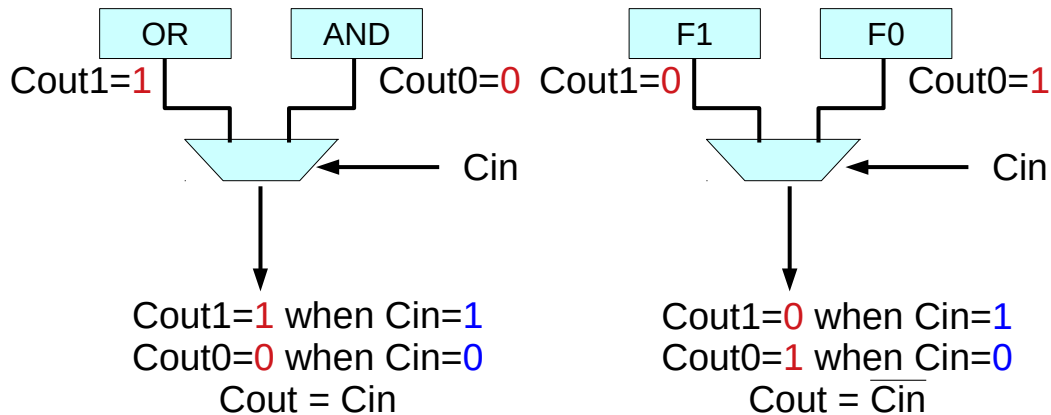 OR AND
Cout1=1 Cout0=0
Cin
Cout1=1 when Cin=1
Cout0=0 when Cin=0
Cout = Cin
F1 F0
Cout1=0 Cout0=1
Cin
Cout1=0 when Cin=1
Cout0=1 when Cin=0
Cout = C̅i̅n̅